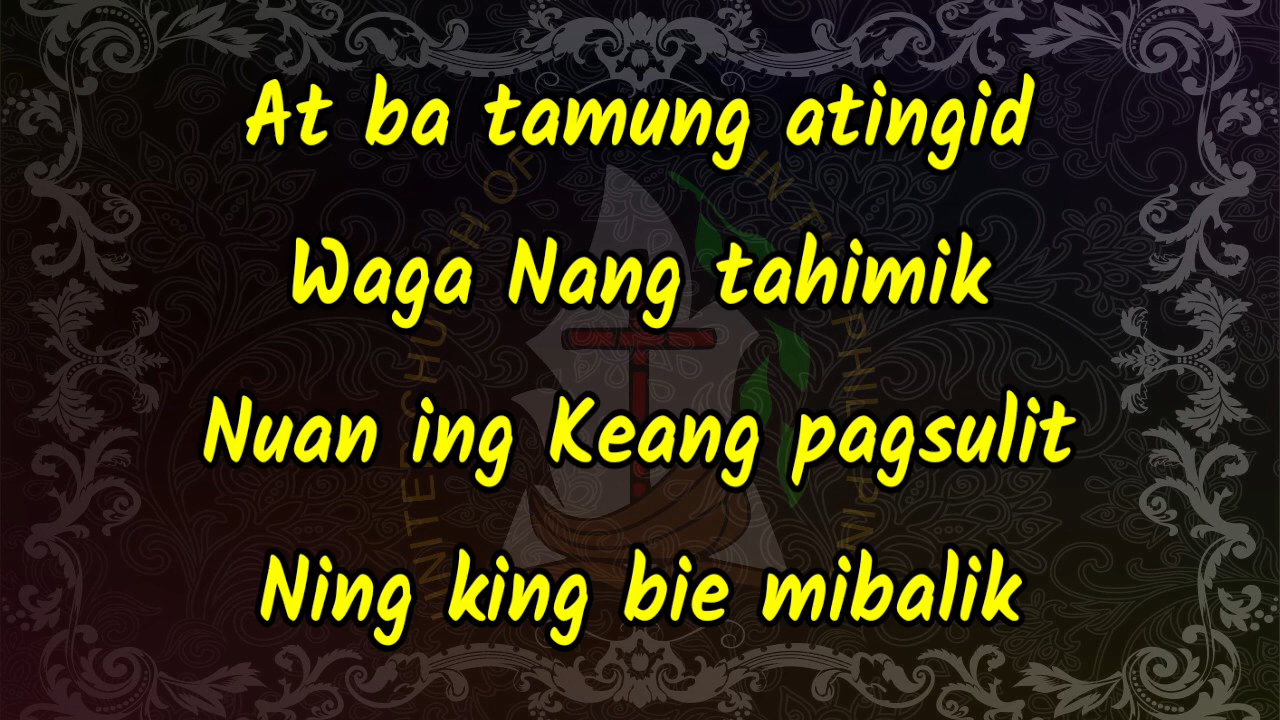 At ba tamung atingid
Waga Nang tahimik
Nuan ing Keang pagsulit
Ning king bie mibalik